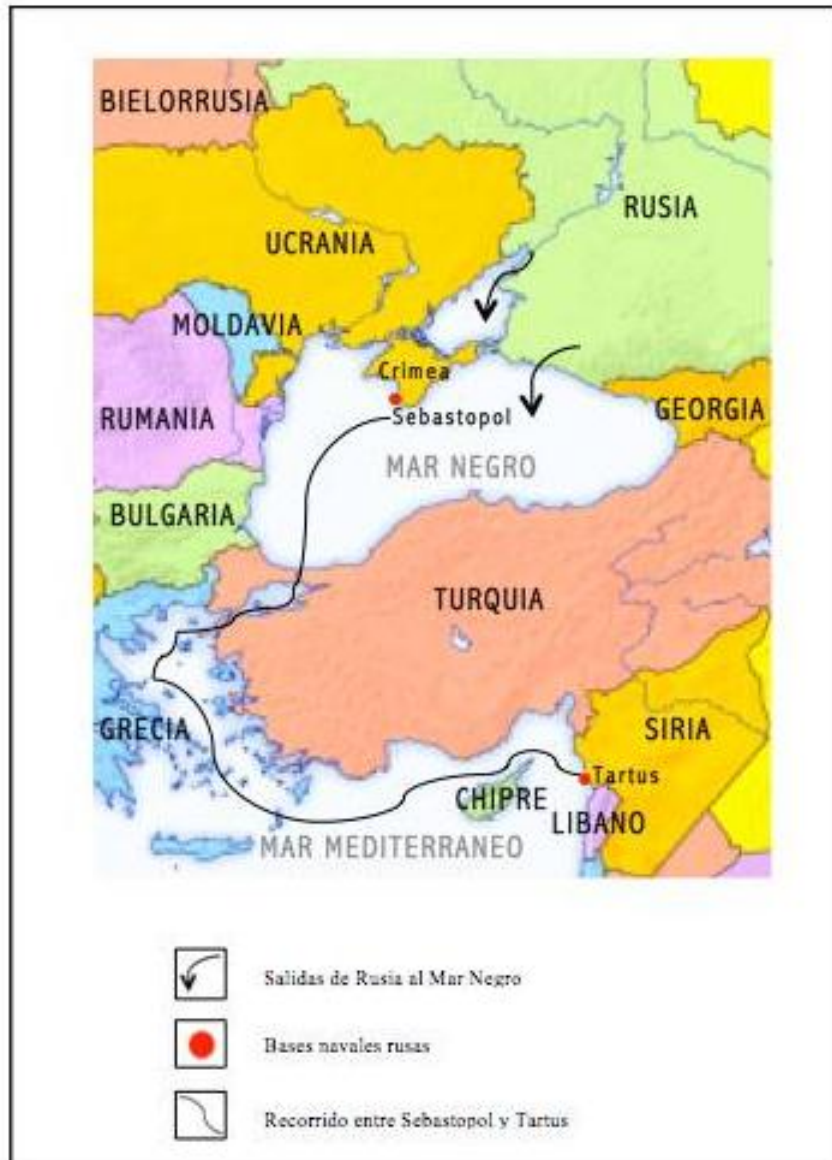 BIELORRUSIA
RUSIA
UCRANIA
MOLDAVIA
Crimea
RUMANIA
Sebastopol
GEORGIA
MAR NEGRO
BULGARIA
TURQUIA
GRECIA
SIRIA
Tartus
CHIPRE
LIBANO
MAR MEDITERRANEO
Salidas de Rusia al Mar Negro
Bases navales rusas
Recorrido entre Sebastopol y Tartus